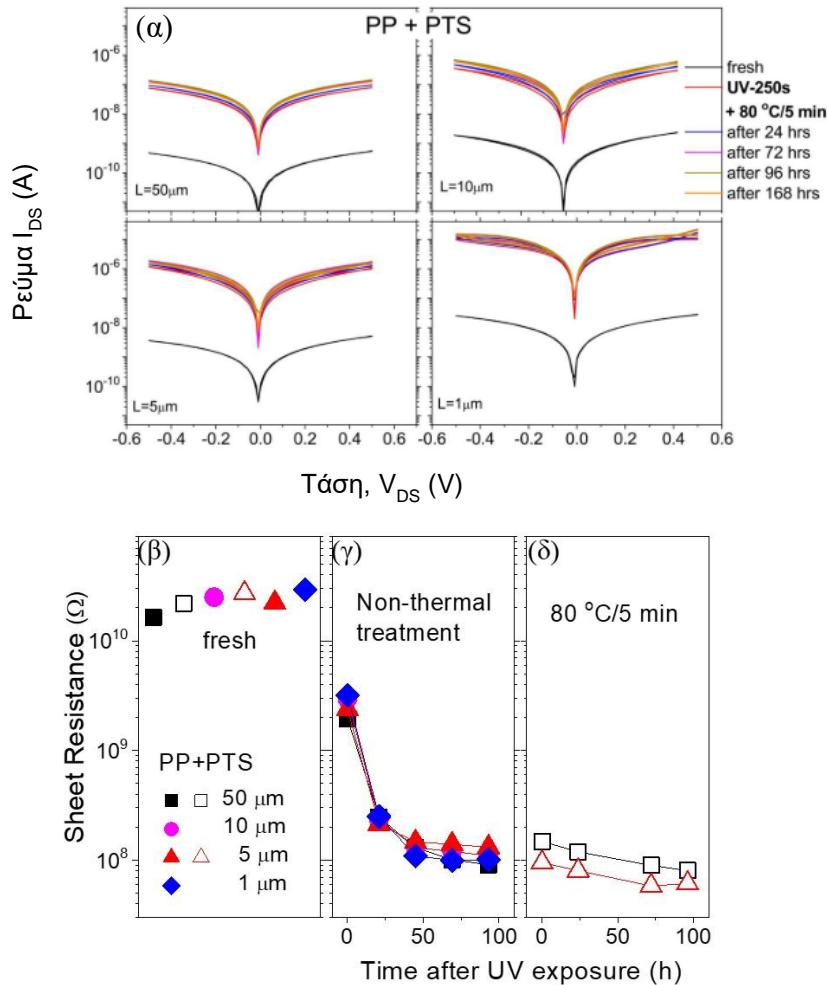 (α)
PP + PTS
fresh
UV-250s
+ 80 °C/5 min
after 24 hrs
after 72 hrs
after 96 hrs
after 168 hrs
10⁻⁶
10⁻⁸
10⁻¹⁰
L=50μm
L=10μm
10⁻⁶
10⁻⁸
10⁻¹⁰
L=5μm
L=1μm
Ρεύμα I_DS (A)
-0.6 -0.4 -0.2 0.0 0.2 0.4 0.6
-0.4 -0.2 0.0 0.2 0.4 0.6
Τάση, V_DS (V)
(β)
(γ)
(δ)
fresh
Non-thermal
treatment
80 °C/5 min
Sheet Resistance (Ω)
10¹⁰
10⁹
10⁸
PP+PTS
50 μm
10 μm
5 μm
1 μm
0 50 100
0 50 100
Time after UV exposure (h)